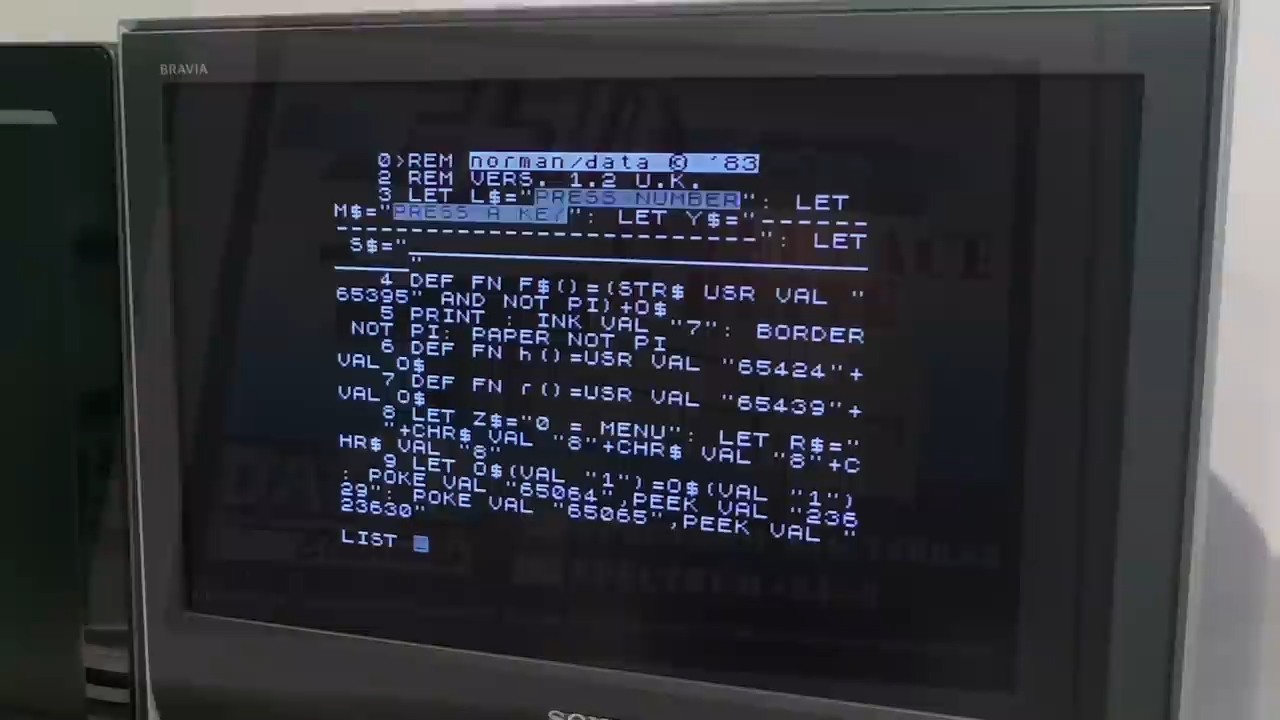 BRAVIA
0>REM norman/data © '83
2 REM VERS. 1.2 U.K.
3 LET L$="PRESS NUMBER": LET
M$="PRESS A KEY": LET Y$="------
--------------------------": LET
S$="______________________
____"
4 DEF FN F$()=(STR$ USR VAL "
65395" AND NOT PI)+O$
5 PRINT : INK VAL "7": BORDER
NOT PI: PAPER NOT PI
6 DEF FN h()=USR VAL "65424"+
VAL O$
7 DEF FN r()=USR VAL "65439"+
VAL O$
8 LET Z$="0 = MENU": LET R$="
"+CHR$ VAL "8"+CHR$ VAL "8"+C
HR$ VAL "8"
9 LET O$(VAL "1")=O$(VAL "1")
: POKE VAL "65064",PEEK VAL "236
29": POKE VAL "65065",PEEK VAL "
23630"
LIST